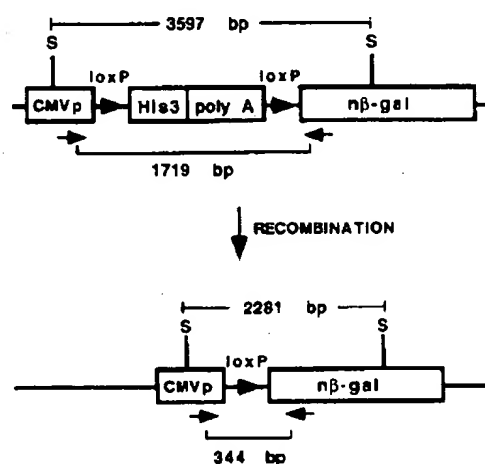 3597 bp
S S
loxP loxP
CMVp His3 poly A nβ-gal
1719 bp
RECOMBINATION
2281 bp
S S
loxP
CMVp nβ-gal
344 bp